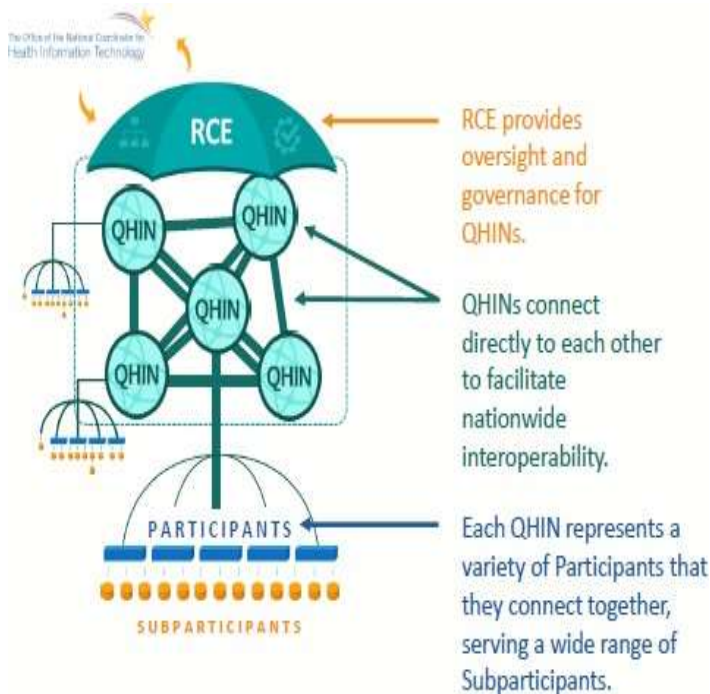 The Office of the National Coordinator for
Health Information Technology
RCE
RCE provides
oversight and
governance for
QHINs.
QHIN
QHIN
QHIN
QHIN
QHIN
QHINs connect
directly to each other
to facilitate
nationwide
interoperability.
PARTICIPANTS
SUBPARTICIPANTS
Each QHIN represents a
variety of Participants that
they connect together,
serving a wide range of
Subparticipants.